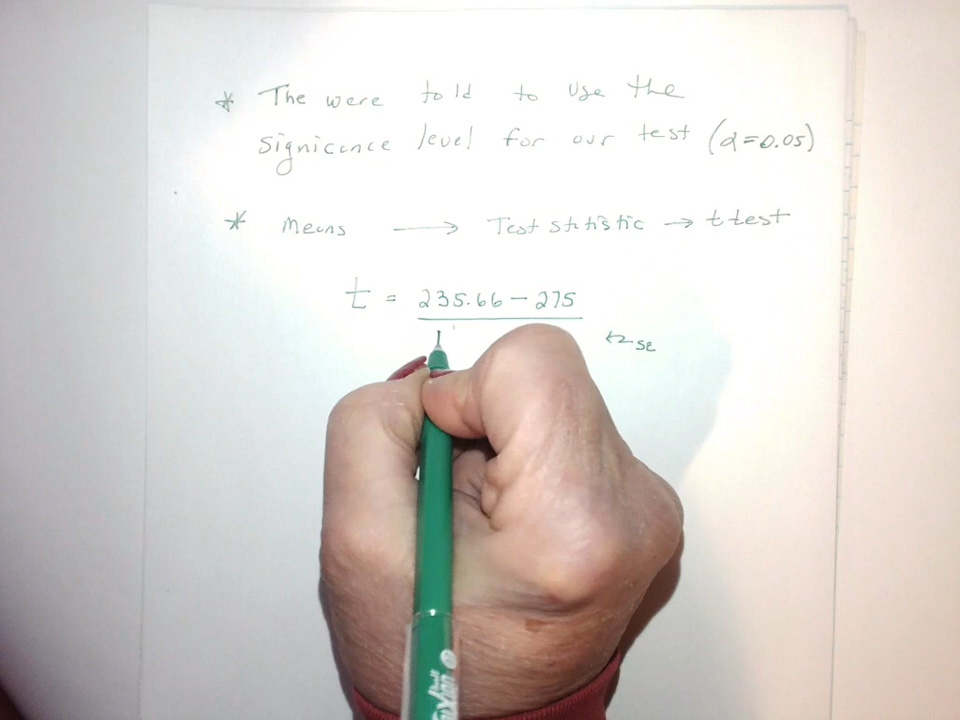 * The were told to use the
signicence level for our test (α=0.05)
* Means → Test statistic → t test
t = 235.66 - 275
← SE